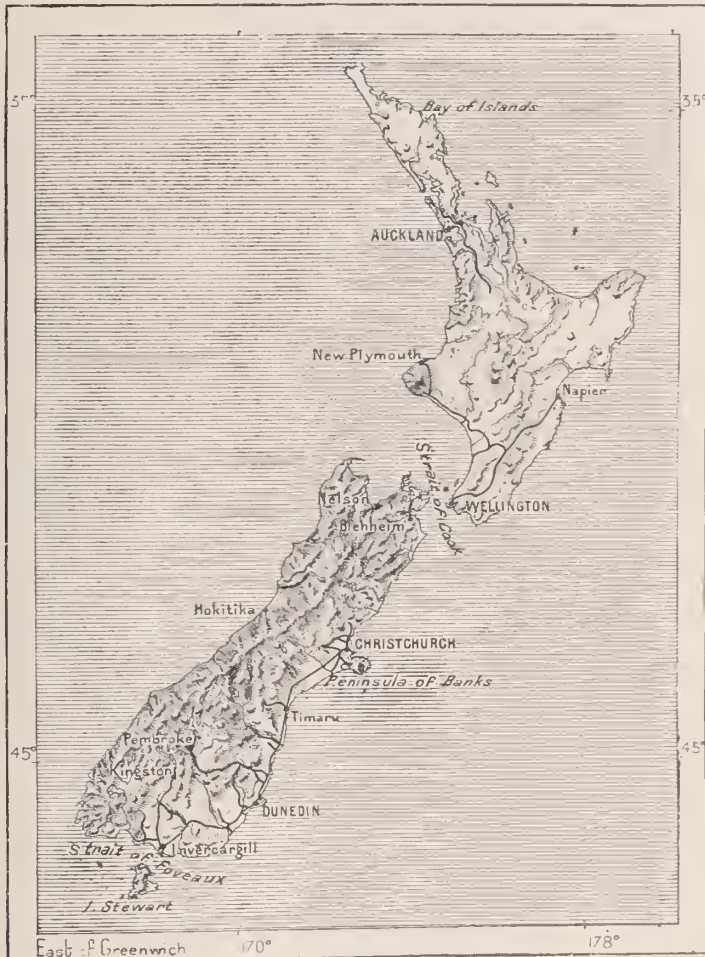 35°
35°
Bay of Islands
AUCKLAND
New Plymouth
Napier
Strait of Cook
WELLINGTON
Nelson
Blenheim
Hokitika
CHRISTCHURCH
Peninsula of Banks
Timaru
45°
45°
Pembroke
Kingston
DUNEDIN
Invercargill
Strait of Foveaux
I. Stewart
East of Greenwich
170°
178°